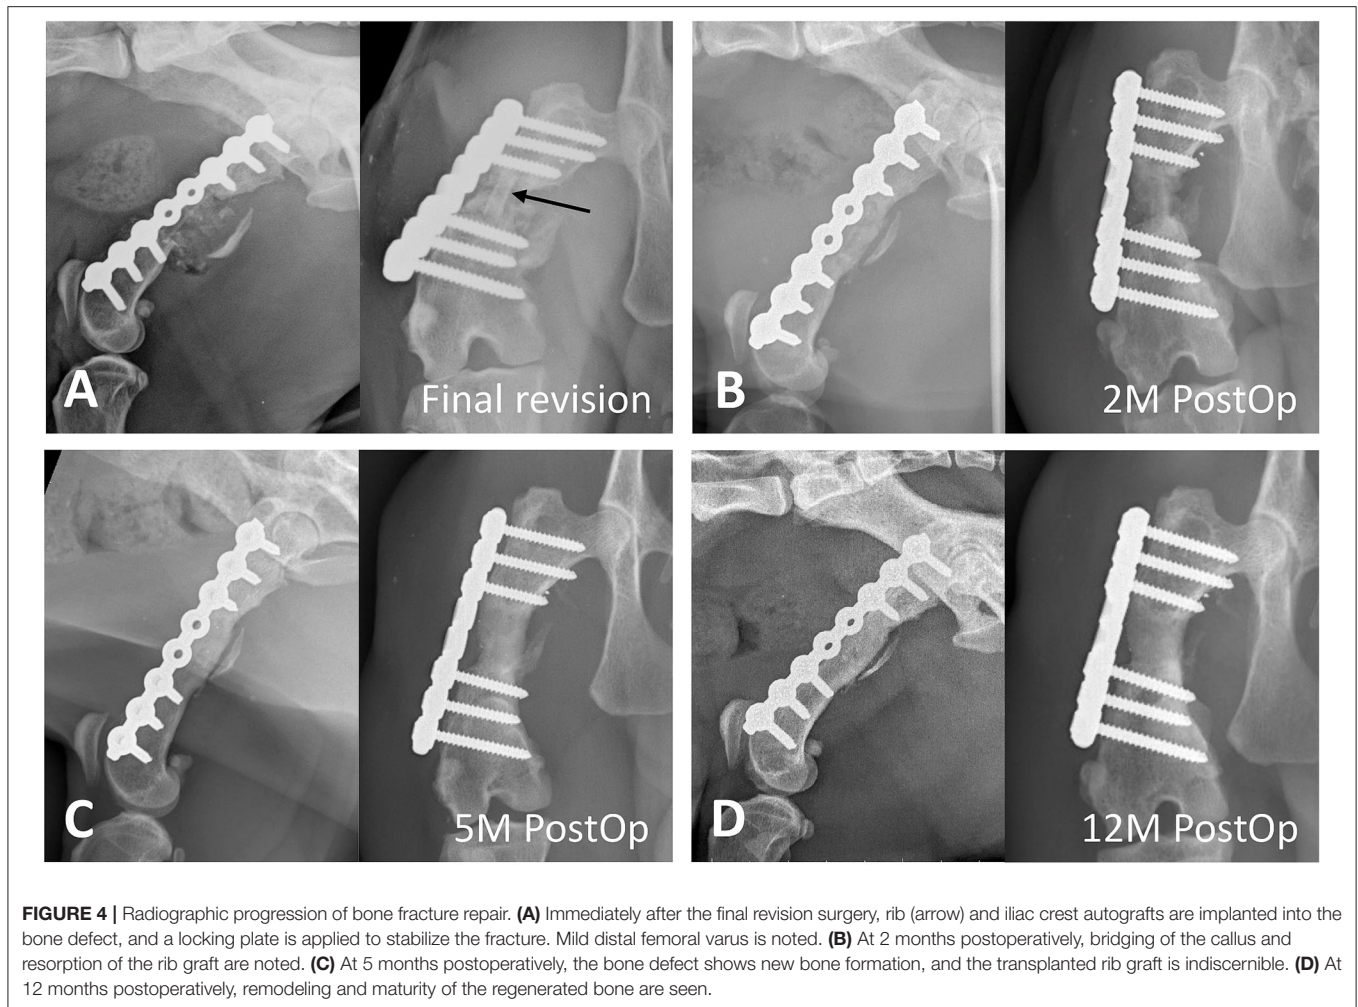 A
Final revision
B
2M PostOp
C
5M PostOp
D
12M PostOp
FIGURE 4 | Radiographic progression of bone fracture repair. (A) Immediately after the final revision surgery, rib (arrow) and iliac crest autografts are implanted into the
bone defect, and a locking plate is applied to stabilize the fracture. Mild distal femoral varus is noted. (B) At 2 months postoperatively, bridging of the callus and
resorption of the rib graft are noted. (C) At 5 months postoperatively, the bone defect shows new bone formation, and the transplanted rib graft is indiscernible. (D) At
12 months postoperatively, remodeling and maturity of the regenerated bone are seen.